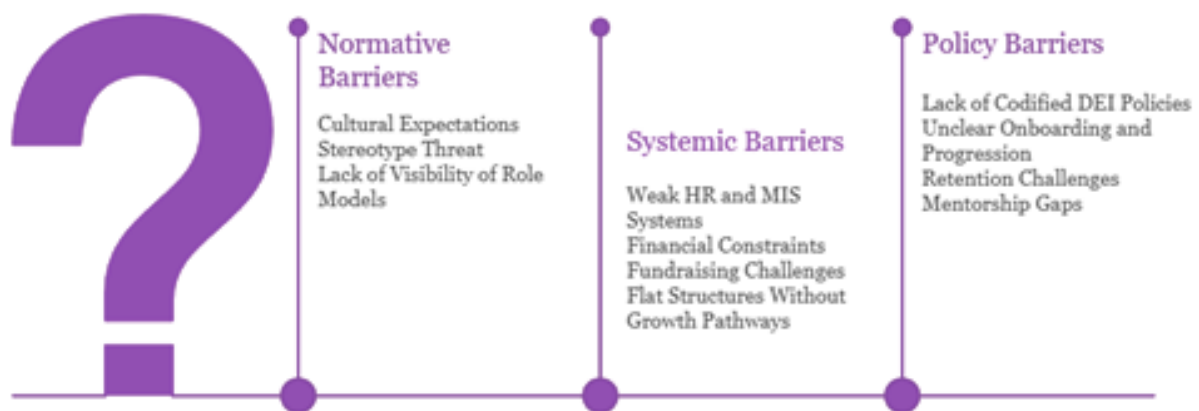 Normative
Barriers
Cultural Expectations
Stereotype Threat
Lack of Visibility of Role
Models
Systemic Barriers
Weak HR and MIS
Systems
Financial Constraints
Fundraising Challenges
Flat Structures Without
Growth Pathways
Policy Barriers
Lack of Codified DEI Policies
Unclear Onboarding and
Progression
Retention Challenges
Mentorship Gaps